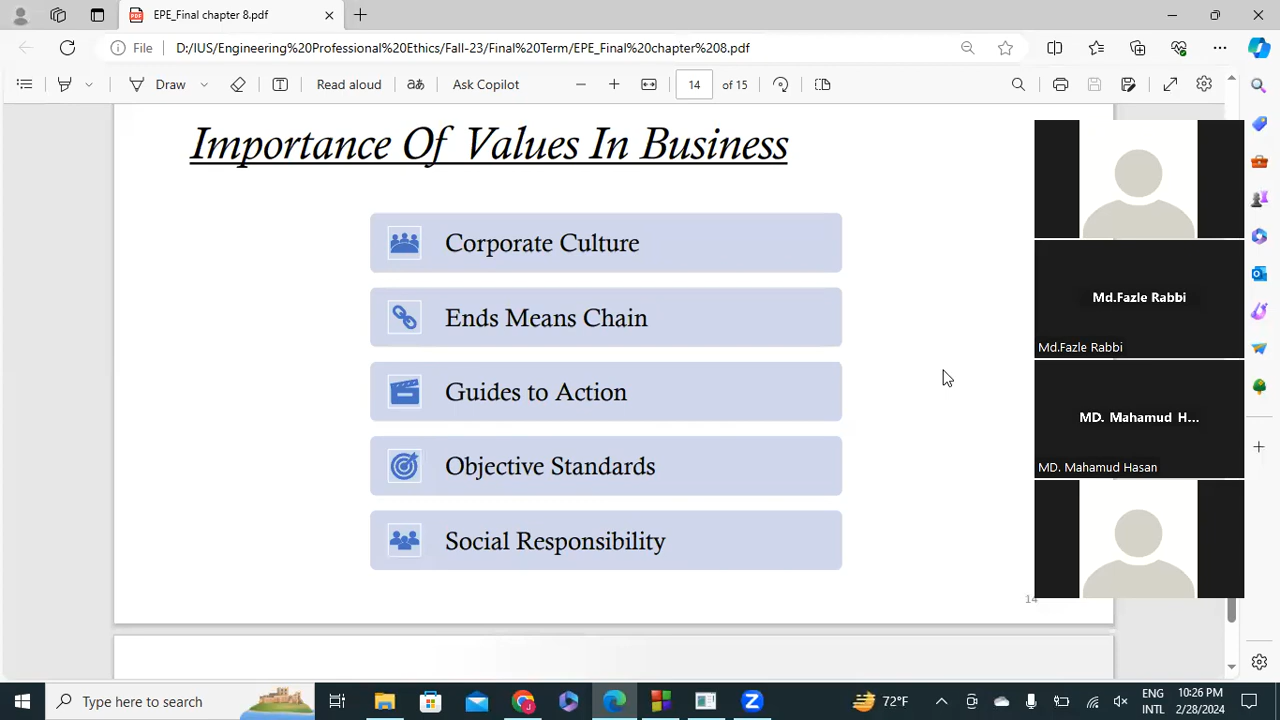 EPE_Final chapter 8.pdf
File
D:/IUS/Engineering%20Professional%20Ethics/Fall-23/Final%20Term/EPE_Final%20chapter%208.pdf
Draw
Read aloud
Ask Copilot
14
of 15
Importance Of Values In Business
Corporate Culture
Ends Means Chain
Guides to Action
Objective Standards
Social Responsibility
14
Md.Fazle Rabbi
Md.Fazle Rabbi
MD. Mahamud H...
MD. Mahamud Hasan
Type here to search
72°F
ENG
INTL
10:26 PM
2/28/2024